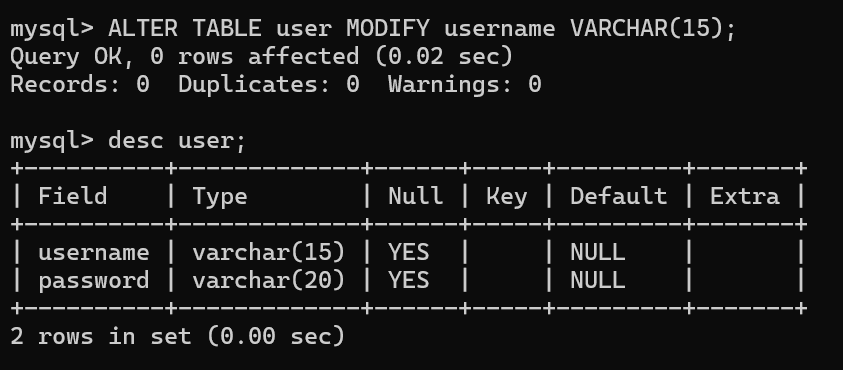 mysql> ALTER TABLE user MODIFY username VARCHAR(15);
Query OK, 0 rows affected (0.02 sec)
Records: 0  Duplicates: 0  Warnings: 0

mysql> desc user;
+----------+-------------+------+-----+---------+-------+
| Field    | Type        | Null | Key | Default | Extra |
+----------+-------------+------+-----+---------+-------+
| username | varchar(15) | YES  |     | NULL    |       |
| password | varchar(20) | YES  |     | NULL    |       |
+----------+-------------+------+-----+---------+-------+
2 rows in set (0.00 sec)